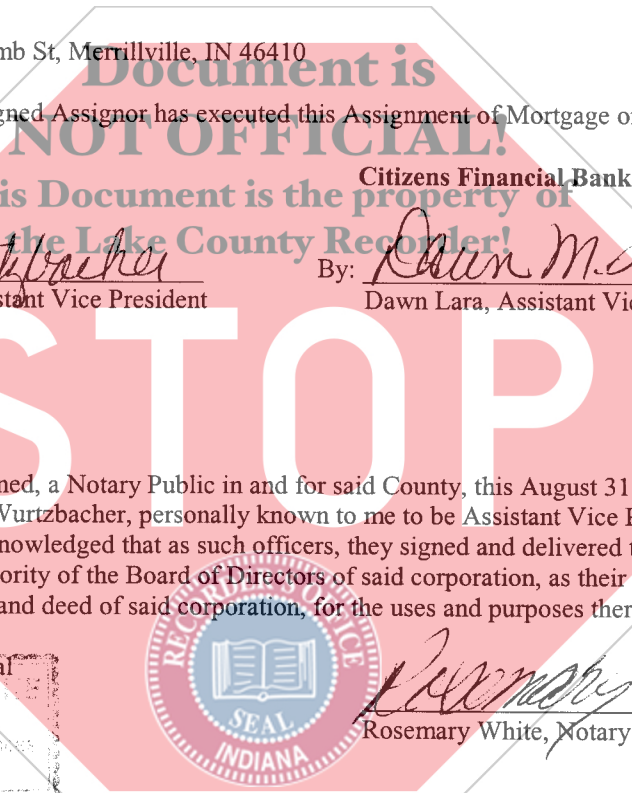 mb St, Merrillville, IN 46410
Document is
gned Assignor has executed this Assignment of Mortgage o
NOT OFFICIAL!
Citizens Financial Bank
is Document is the property of
the Lake County Recorder!
By: Dawn M.
stant Vice President
Dawn Lara, Assistant Vi
STOP
ned, a Notary Public in and for said County, this August 31
Wurtzbacher, personally known to me to be Assistant Vice
nowledged that as such officers, they signed and delivered
ority of the Board of Directors of said corporation, as their
and deed of said corporation, for the uses and purposes ther
RECORDER'S OFFICE
SEAL
INDIANA
al
Rosemary
Rosemary White, Notary